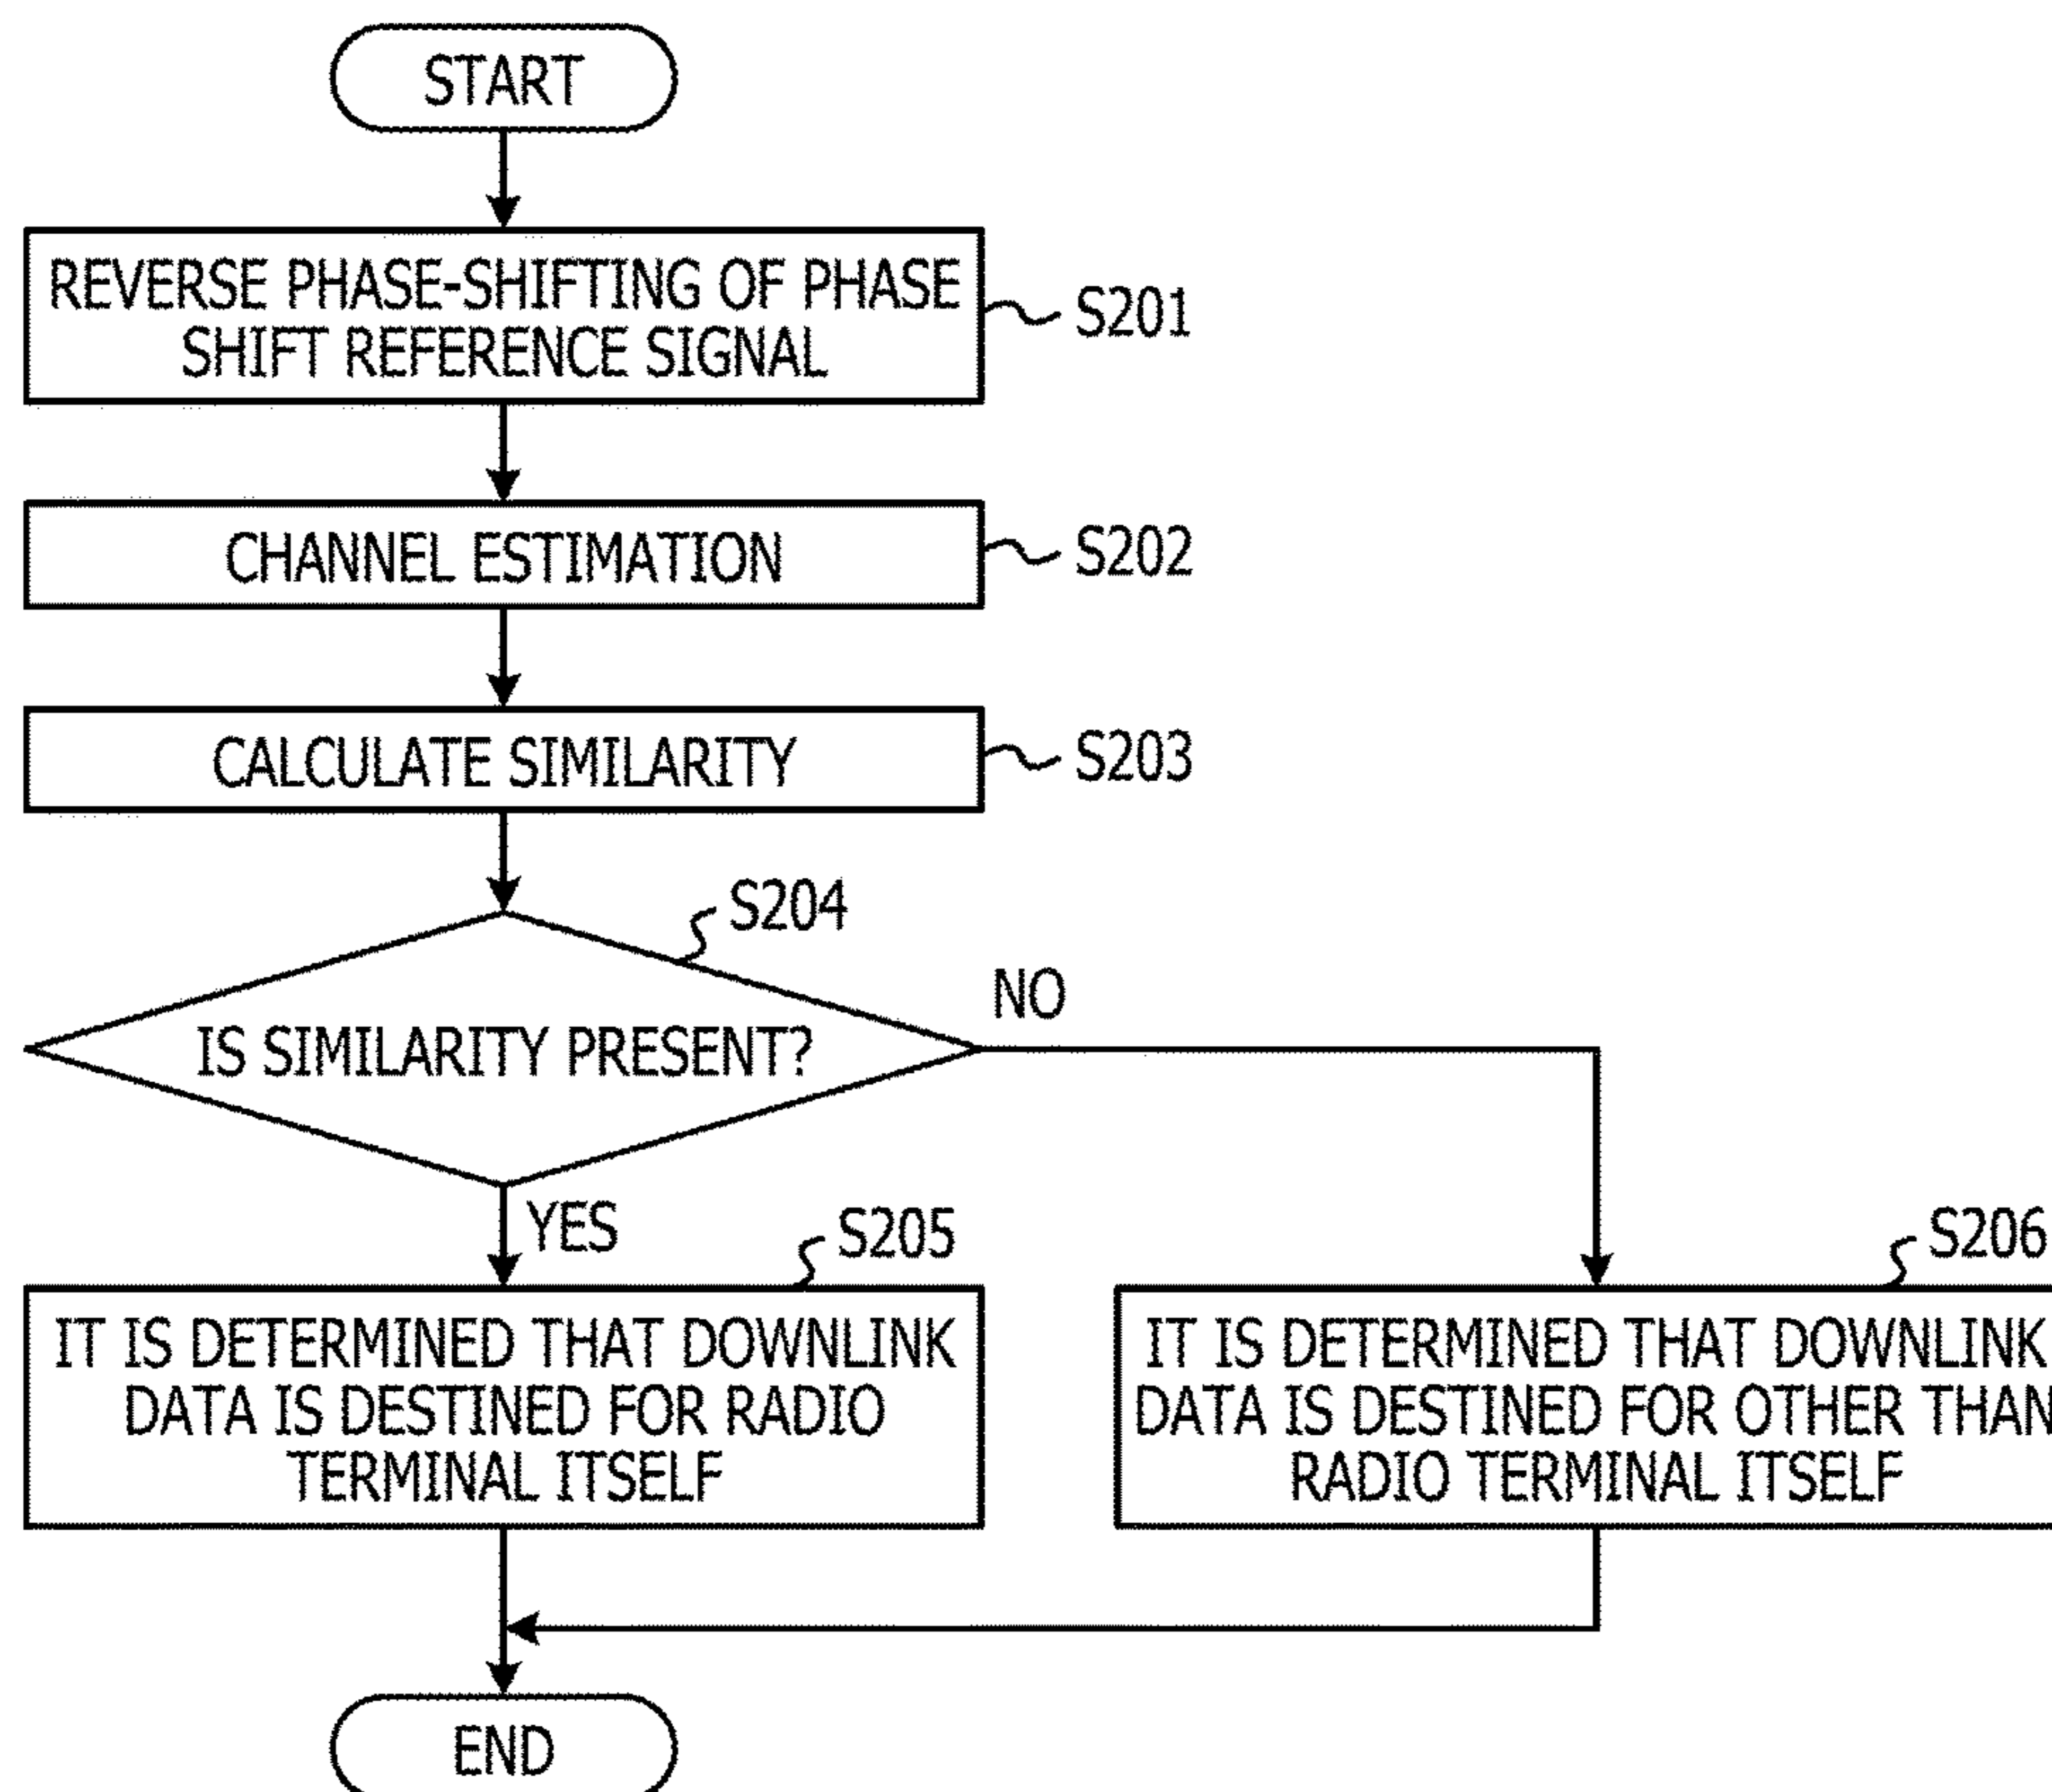 START
REVERSE PHASE-SHIFTING OF PHASE
SHIFT REFERENCE SIGNAL
S201
CHANNEL ESTIMATION
S202
CALCULATE SIMILARITY
S203
S204
IS SIMILARITY PRESENT?
NO
YES
S205
IT IS DETERMINED THAT DOWNLINK
DATA IS DESTINED FOR RADIO
TERMINAL ITSELF
S206
IT IS DETERMINED THAT DOWNLINK
DATA IS DESTINED FOR OTHER THAN
RADIO TERMINAL ITSELF
END